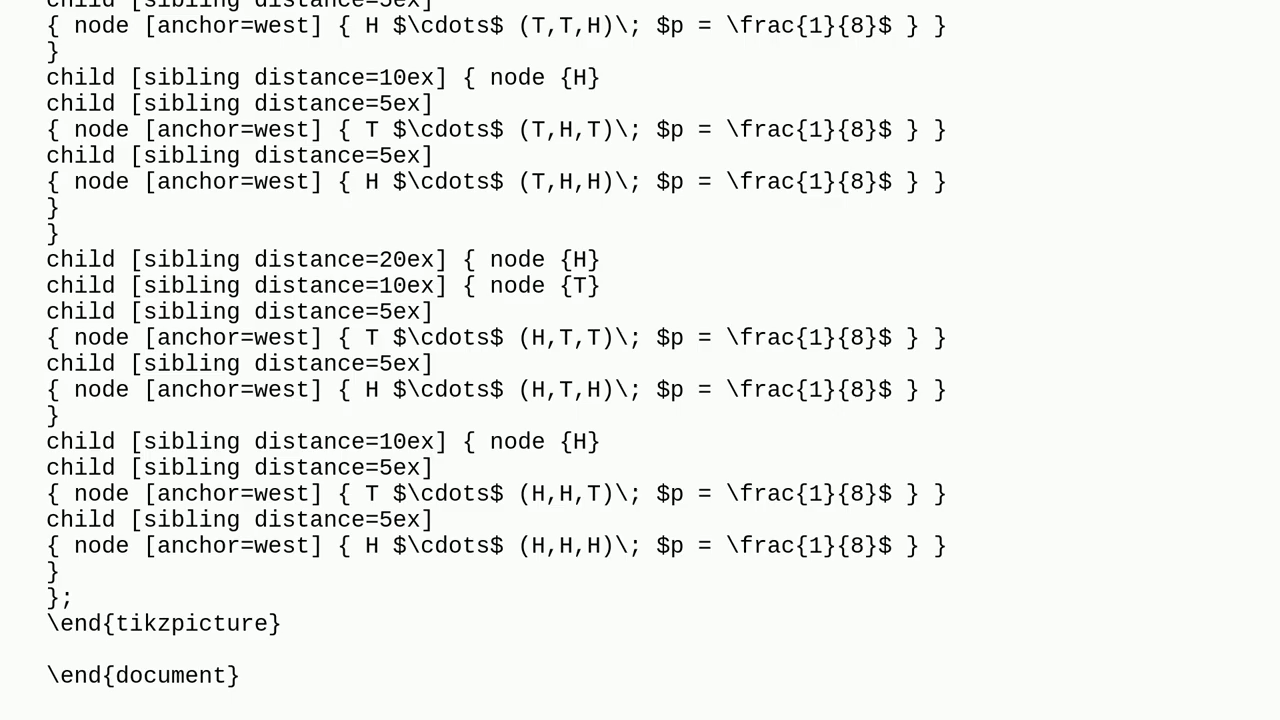 child [sibling distance=5ex]
{ node [anchor=west] { H $\cdots$ (T,T,H)\; $p = \frac{1}{8}$ } }
}
child [sibling distance=10ex] { node {H}
child [sibling distance=5ex]
{ node [anchor=west] { T $\cdots$ (T,H,T)\; $p = \frac{1}{8}$ } }
child [sibling distance=5ex]
{ node [anchor=west] { H $\cdots$ (T,H,H)\; $p = \frac{1}{8}$ } }
}
}
child [sibling distance=20ex] { node {H}
child [sibling distance=10ex] { node {T}
child [sibling distance=5ex]
{ node [anchor=west] { T $\cdots$ (H,T,T)\; $p = \frac{1}{8}$ } }
child [sibling distance=5ex]
{ node [anchor=west] { H $\cdots$ (H,T,H)\; $p = \frac{1}{8}$ } }
}
child [sibling distance=10ex] { node {H}
child [sibling distance=5ex]
{ node [anchor=west] { T $\cdots$ (H,H,T)\; $p = \frac{1}{8}$ } }
child [sibling distance=5ex]
{ node [anchor=west] { H $\cdots$ (H,H,H)\; $p = \frac{1}{8}$ } }
}
};
\end{tikzpicture}

\end{document}